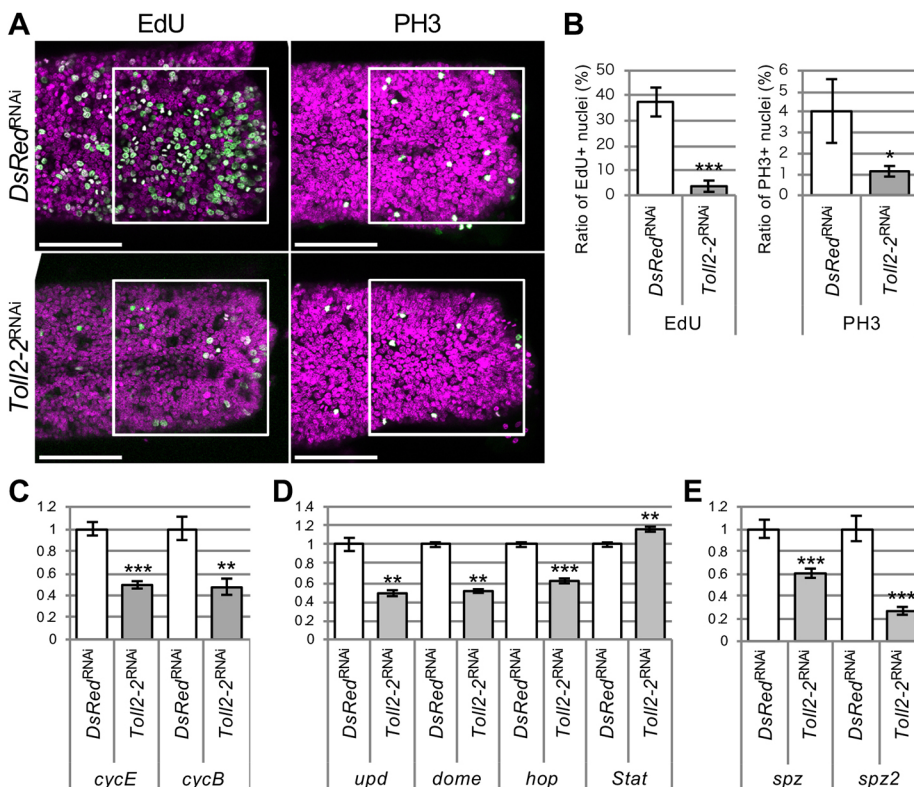 A
EdU
PH3
DsRedRNAi
Toll2-2RNAi
B
Ratio of EdU+ nuclei (%)
50
40
30
20
10
0
***
DsRedRNAi
Toll2-2RNAi
EdU
Ratio of PH3+ nuclei (%)
6
5
4
3
2
1
0
*
DsRedRNAi
Toll2-2RNAi
PH3
C
1.2
1
0.8
0.6
0.4
0.2
0
***
**
DsRedRNAi
Toll2-2RNAi
DsRedRNAi
Toll2-2RNAi
cycE
cycB
D
1.4
1.2
1
0.8
0.6
0.4
0.2
0
**
**
***
**
DsRedRNAi
Toll2-2RNAi
DsRedRNAi
Toll2-2RNAi
DsRedRNAi
Toll2-2RNAi
DsRedRNAi
Toll2-2RNAi
upd
dome
hop
Stat
E
1.2
1
0.8
0.6
0.4
0.2
0
***
***
DsRedRNAi
Toll2-2RNAi
DsRedRNAi
Toll2-2RNAi
spz
spz2